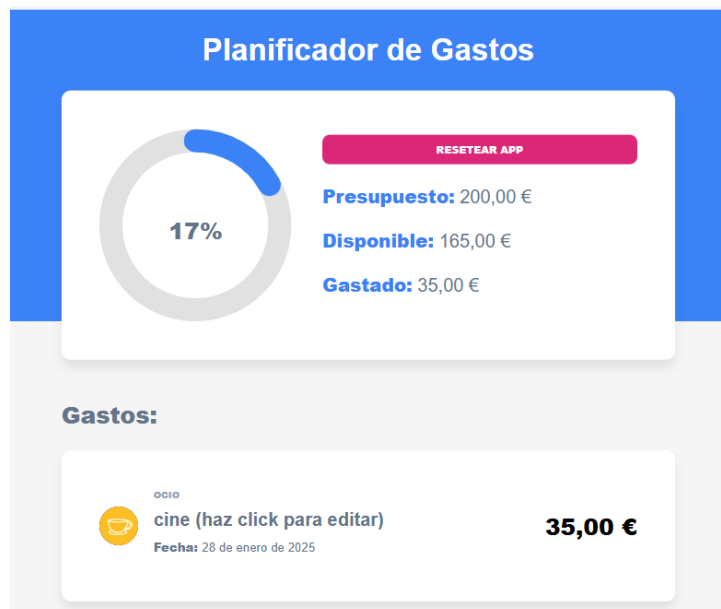 Planificador de Gastos
17%
RESETEAR APP
Presupuesto: 200,00 €
Disponible: 165,00 €
Gastado: 35,00 €
Gastos:
OCIO
cine (haz click para editar)
Fecha: 28 de enero de 2025
35,00 €